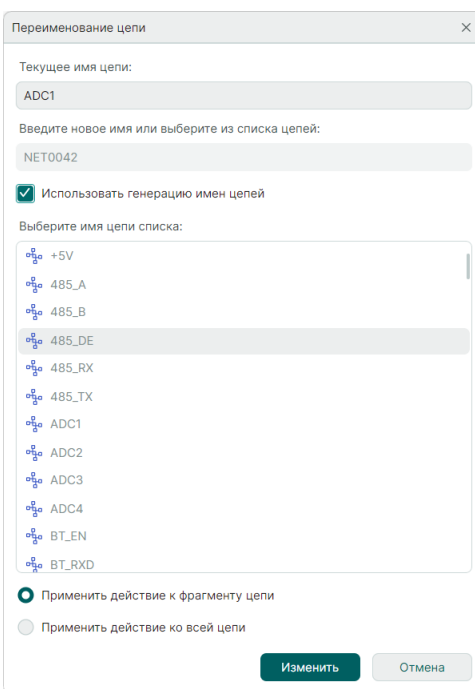 Переименование цепи
Текущее имя цепи:
ADC1
Введите новое имя или выберите из списка цепей:
NET0042
Использовать генерацию имен цепей
Выберите имя цепи списка:
+5V
485_A
485_B
485_DE
485_RX
485_TX
ADC1
ADC2
ADC3
ADC4
BT_EN
BT_RXD
Применить действие к фрагменту цепи
Применить действие ко всей цепи
Изменить
Отмена